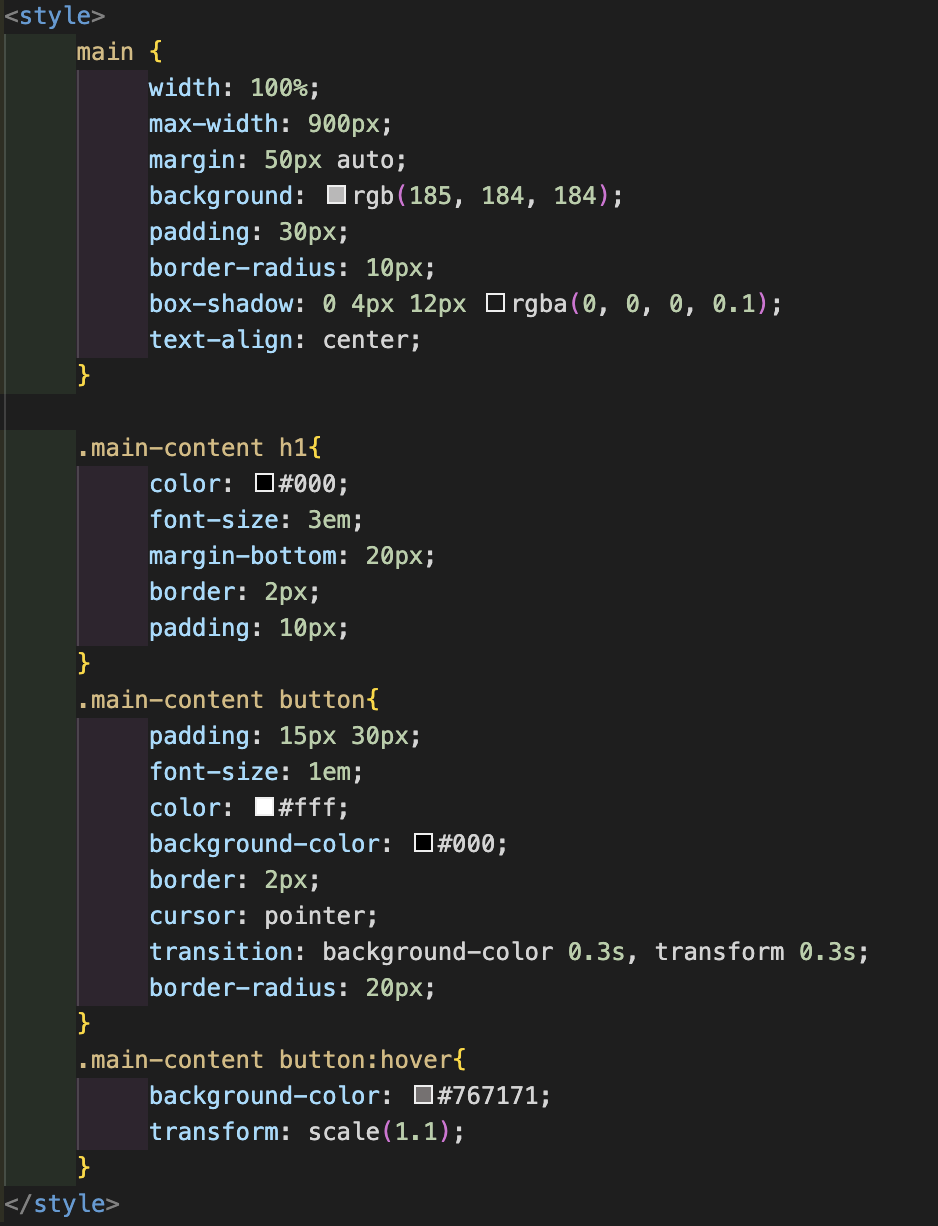 <style>
main {
width: 100%;
max-width: 900px;
margin: 50px auto;
background: rgb(185, 184, 184);
padding: 30px;
border-radius: 10px;
box-shadow: 0 4px 12px rgba(0, 0, 0, 0.1);
text-align: center;
}
.main-content h1{
color: #000;
font-size: 3em;
margin-bottom: 20px;
border: 2px;
padding: 10px;
}
.main-content button{
padding: 15px 30px;
font-size: 1em;
color: #fff;
background-color: #000;
border: 2px;
cursor: pointer;
transition: background-color 0.3s, transform 0.3s;
border-radius: 20px;
}
.main-content button:hover{
background-color: #767171;
transform: scale(1.1);
}
</style>